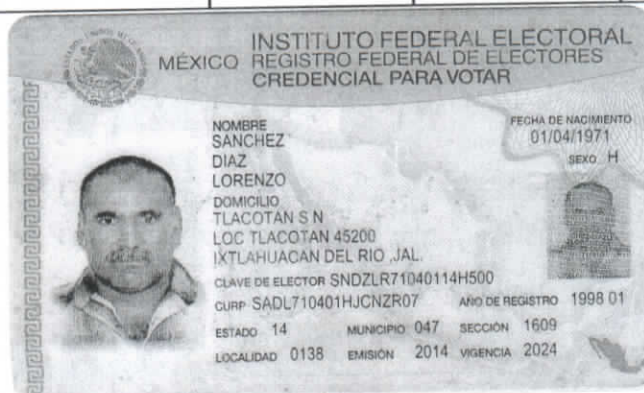 MÉXICO
INSTITUTO FEDERAL ELECTORAL
REGISTRO FEDERAL DE ELECTORES
CREDENCIAL PARA VOTAR
NOMBRE
SANCHEZ
DIAZ
LORENZO
FECHA DE NACIMIENTO
01/04/1971
SEXO H
DOMICILIO
TLACOTAN S N
LOC TLACOTAN 45200
IXTLAHUACAN DEL RIO ,JAL.
CLAVE DE ELECTOR SNDZLR71040114H500
CURP SADL710401HJCNZR07 AÑO DE REGISTRO 1998 01
ESTADO 14 MUNICIPIO 047 SECCIÓN 1609
LOCALIDAD 0138 EMISIÓN 2014 VIGENCIA 2024